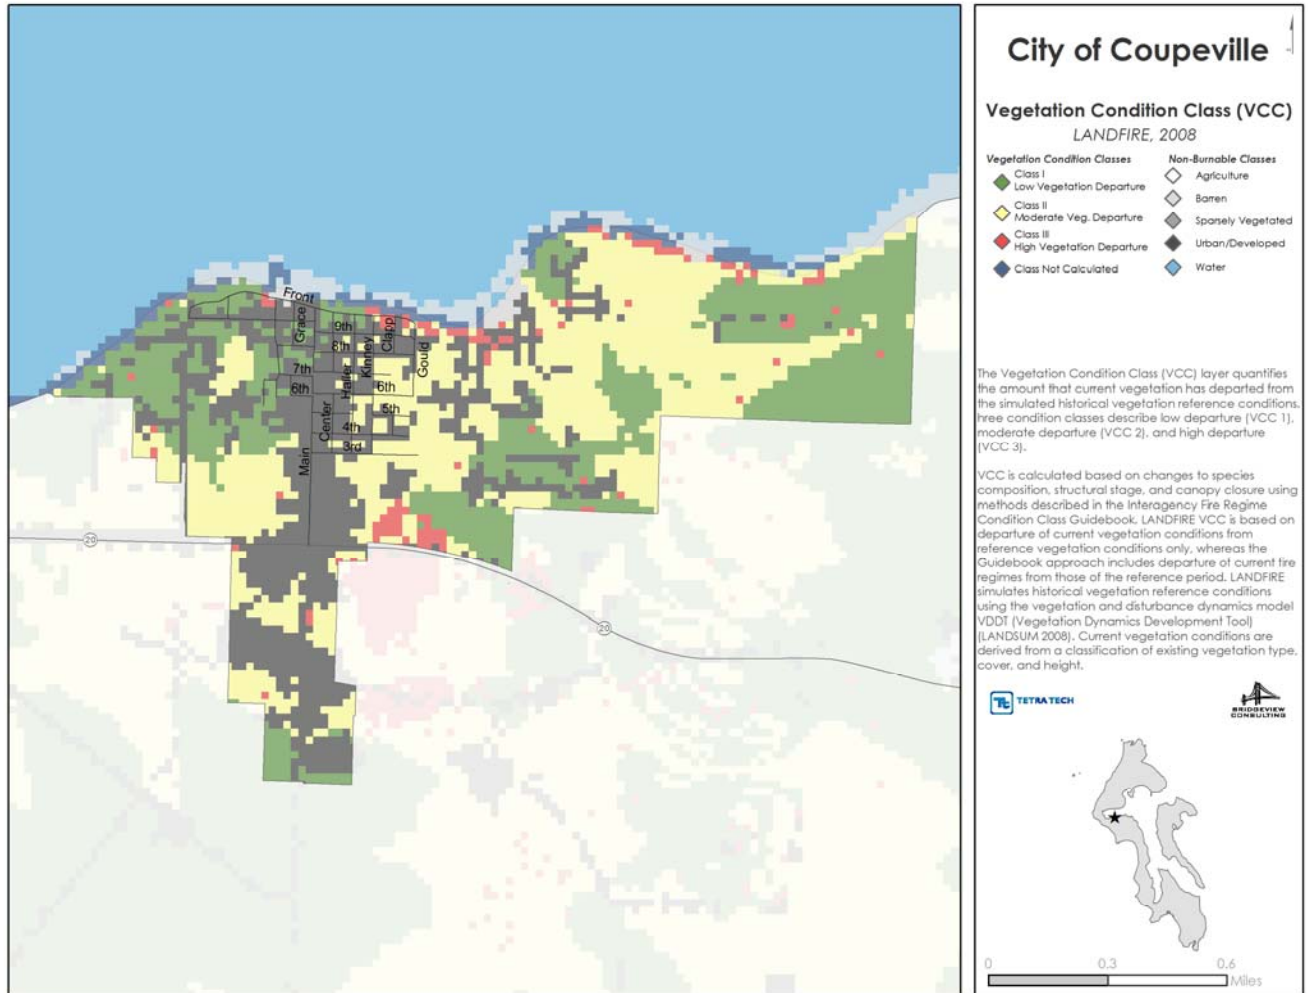 City of Coupeville
Vegetation Condition Class (VCC)
LANDFIRE, 2008
Vegetation Condition Classes
Class I
Low Vegetation Departure
Class II
Moderate Veg. Departure
Class III
High Vegetation Departure
Class Not Calculated
Non-Burnable Classes
Agriculture
Barren
Sparsely Vegetated
Urban/Developed
Water
The Vegetation Condition Class (VCC) layer quantifies
the amount that current vegetation has departed from
the simulated historical vegetation reference conditions.
hree condition classes describe low departure (VCC 1),
moderate departure (VCC 2), and high departure
(VCC 3).
VCC is calculated based on changes to species
composition, structural stage, and canopy closure using
methods described in the Interagency Fire Regime
Condition Class Guidebook. LANDFIRE VCC is based on
departure of current vegetation conditions from
reference vegetation conditions only, whereas the
Guidebook approach includes departure of current fire
regimes from those of the reference period. LANDFIRE
simulates historical vegetation reference conditions
using the vegetation and disturbance dynamics model
VDDT (Vegetation Dynamics Development Tool)
(LANDSUM 2008). Current vegetation conditions are
derived from a classification of existing vegetation type,
cover, and height.
TETRA TECH
BRIDGEVIEW
CONSULTING
0 0.3 0.6
Miles
Front
Grace
9th
Clapp
8th
Kinney
Gould
7th
Haller
6th
6th
Center
5th
4th
3rd
Main
20
20